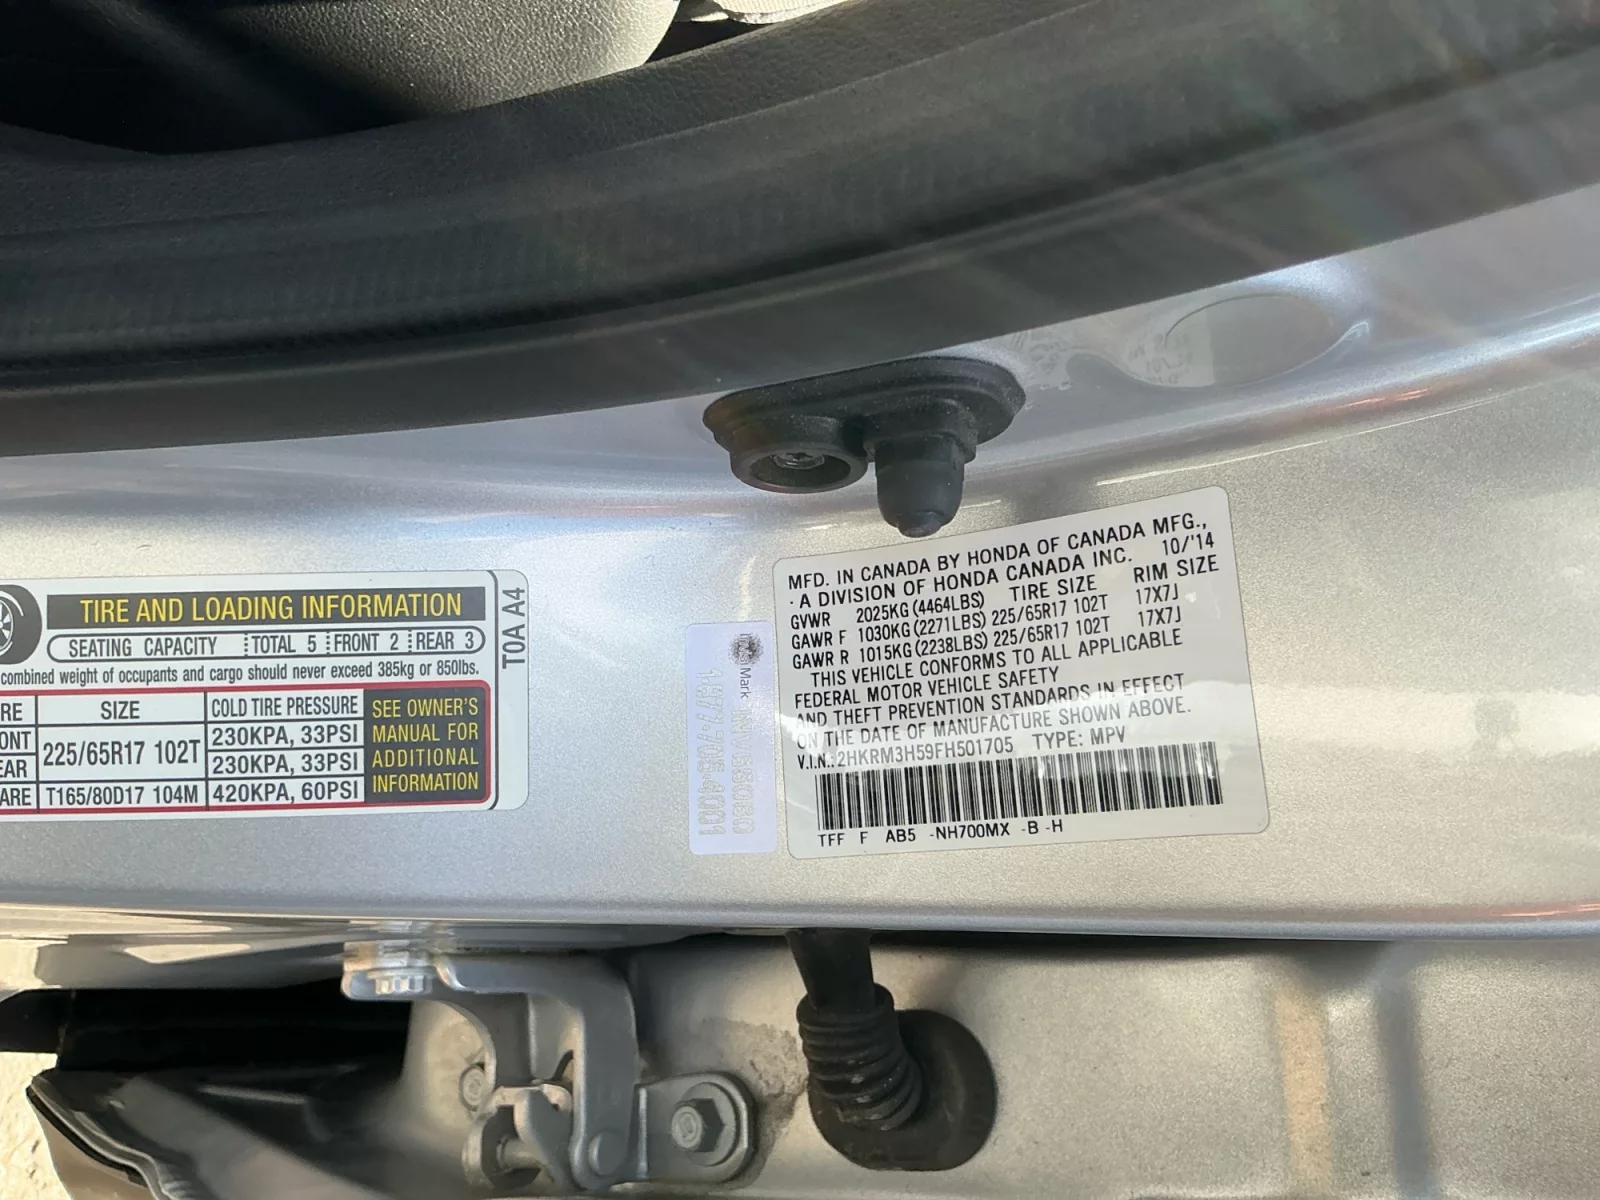 TIRE AND LOADING INFORMATION
SEATING CAPACITY TOTAL 5 FRONT 2 REAR 3
combined weight of occupants and cargo should never exceed 385kg or 850lbs.
SIZE COLD TIRE PRESSURE
225/65R17 102T
230KPA, 33PSI
230KPA, 33PSI
T165/80D17 104M 420KPA, 60PSI
SEE OWNER'S
MANUAL FOR
ADDITIONAL
INFORMATION
T0A A4
Mark
MFD. IN CANADA BY HONDA OF CANADA MFG.,
A DIVISION OF HONDA CANADA INC. 10/'14
GVWR 2025KG (4464LBS) TIRE SIZE RIM SIZE
GAWR F 1030KG (2271LBS) 225/65R17 102T 17X7J
GAWR R 1015KG (2238LBS) 225/65R17 102T 17X7J
THIS VEHICLE CONFORMS TO ALL APPLICABLE
FEDERAL MOTOR VEHICLE SAFETY
AND THEFT PREVENTION STANDARDS IN EFFECT
ON THE DATE OF MANUFACTURE SHOWN ABOVE.
V.I.N.: 2HKRM3H59FH501705 TYPE: MPV
TFF F AB5 -NH700MX -B -H